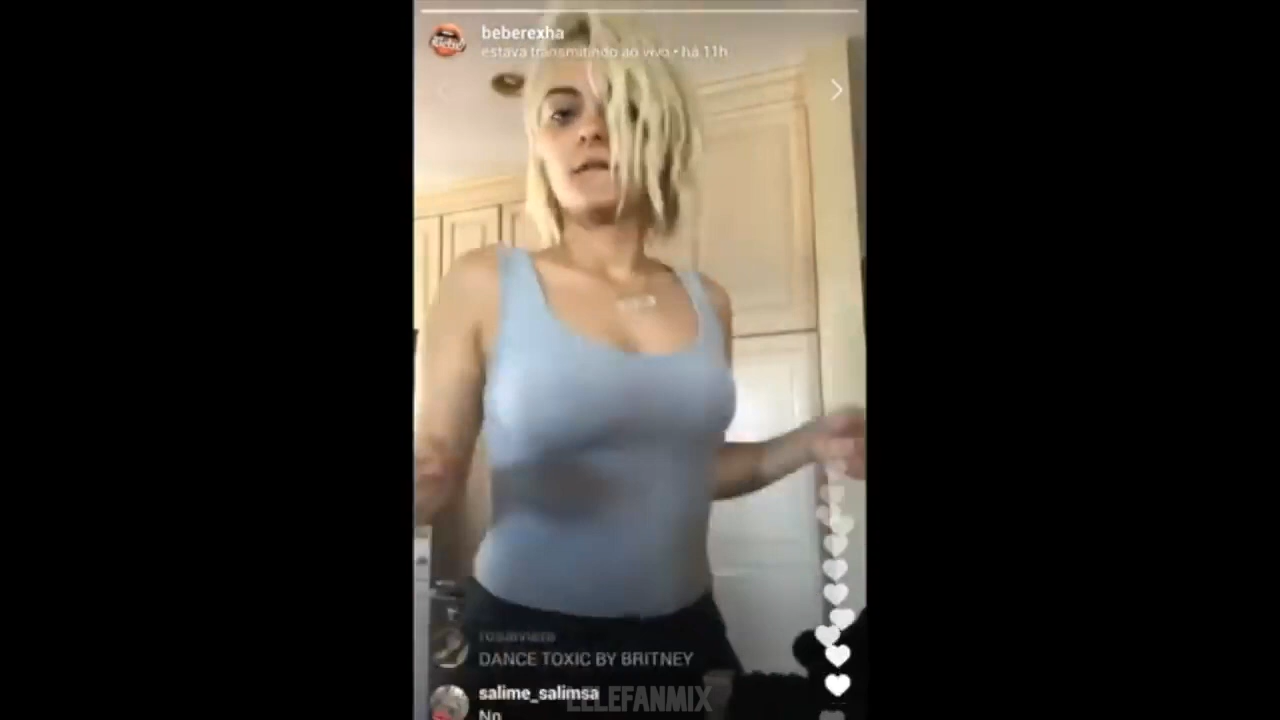 beberexha
estava transmitindo ao vivo • há 11h
DANCE TOXIC BY BRITNEY
salime_salimsa
No
LELEFANMIX